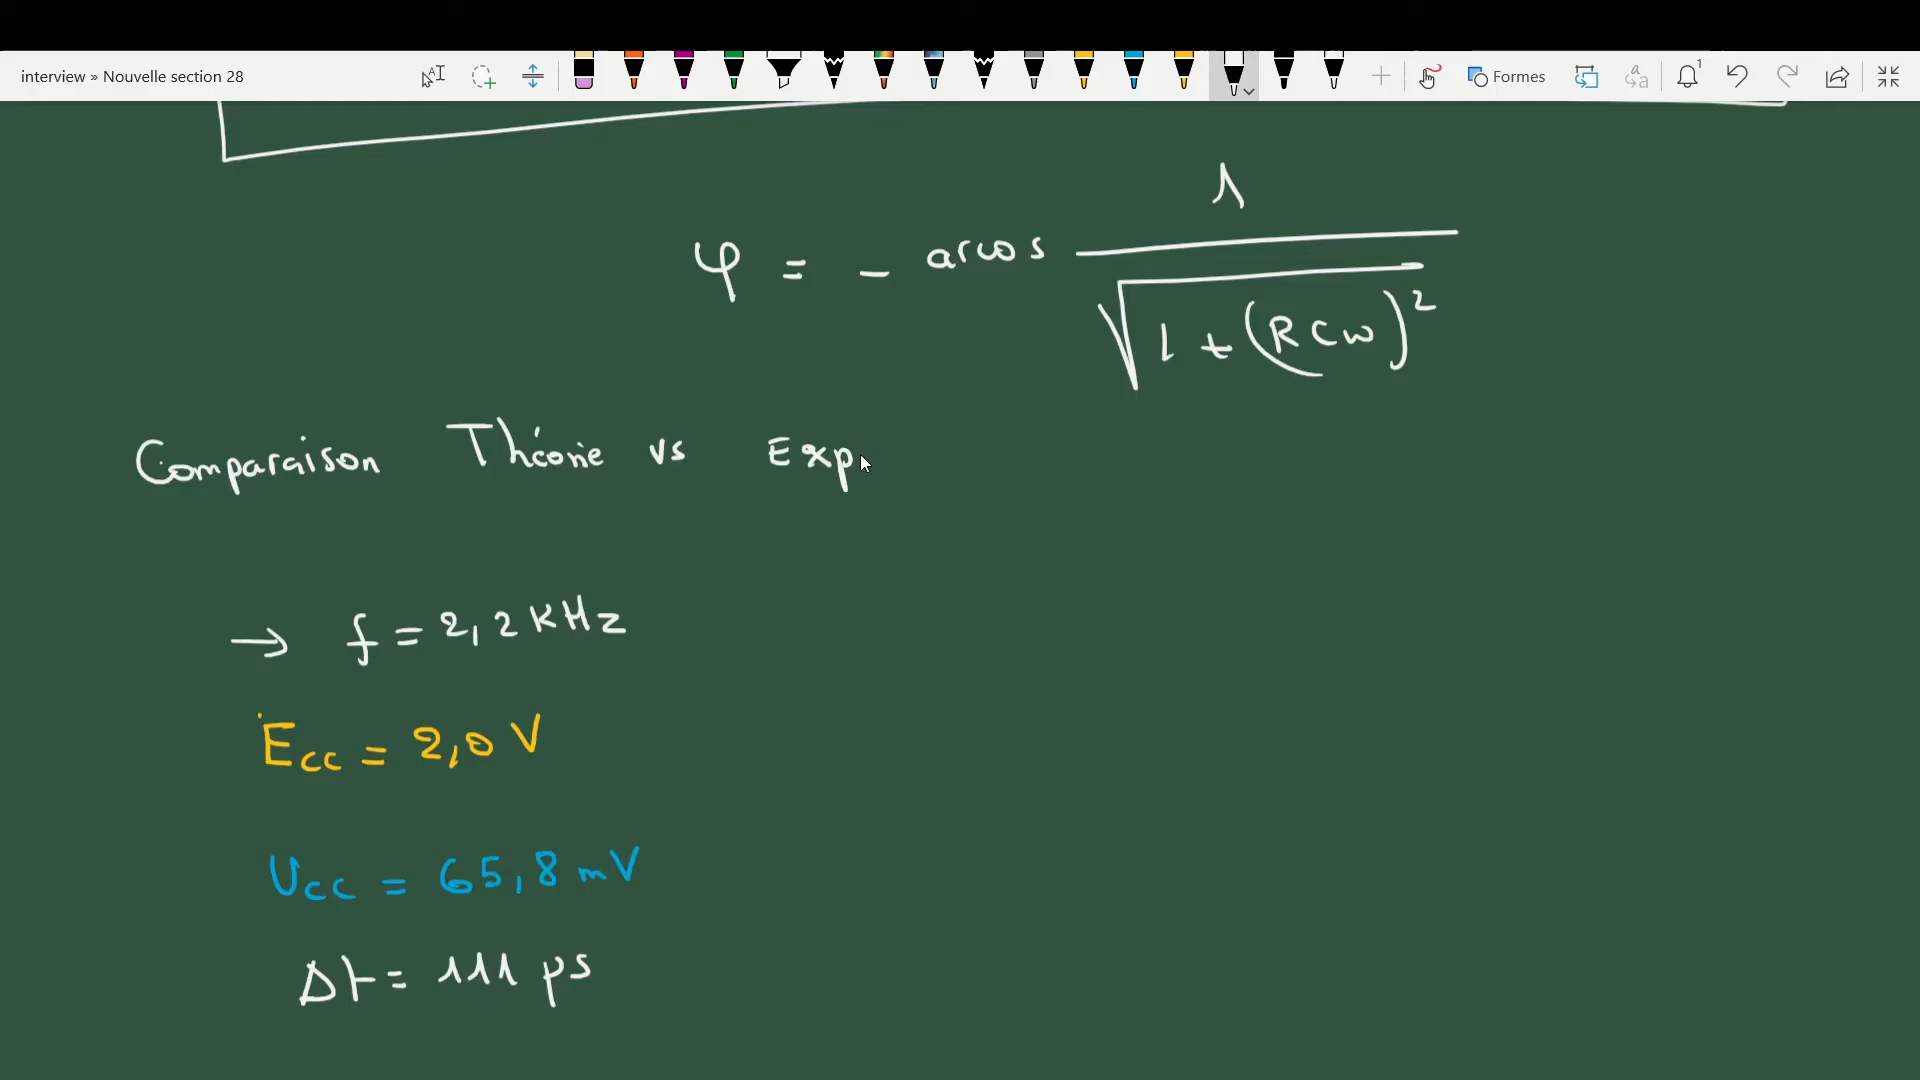 interview » Nouvelle section 28
1
Formes
φ = - arcos 1 / √(1 + (RCω)²)
Comparaison Théorie vs Exp
→ f = 2,2 KHz
Ecc = 2,0 V
Ucc = 65,8 mV
Δt = 111 µs